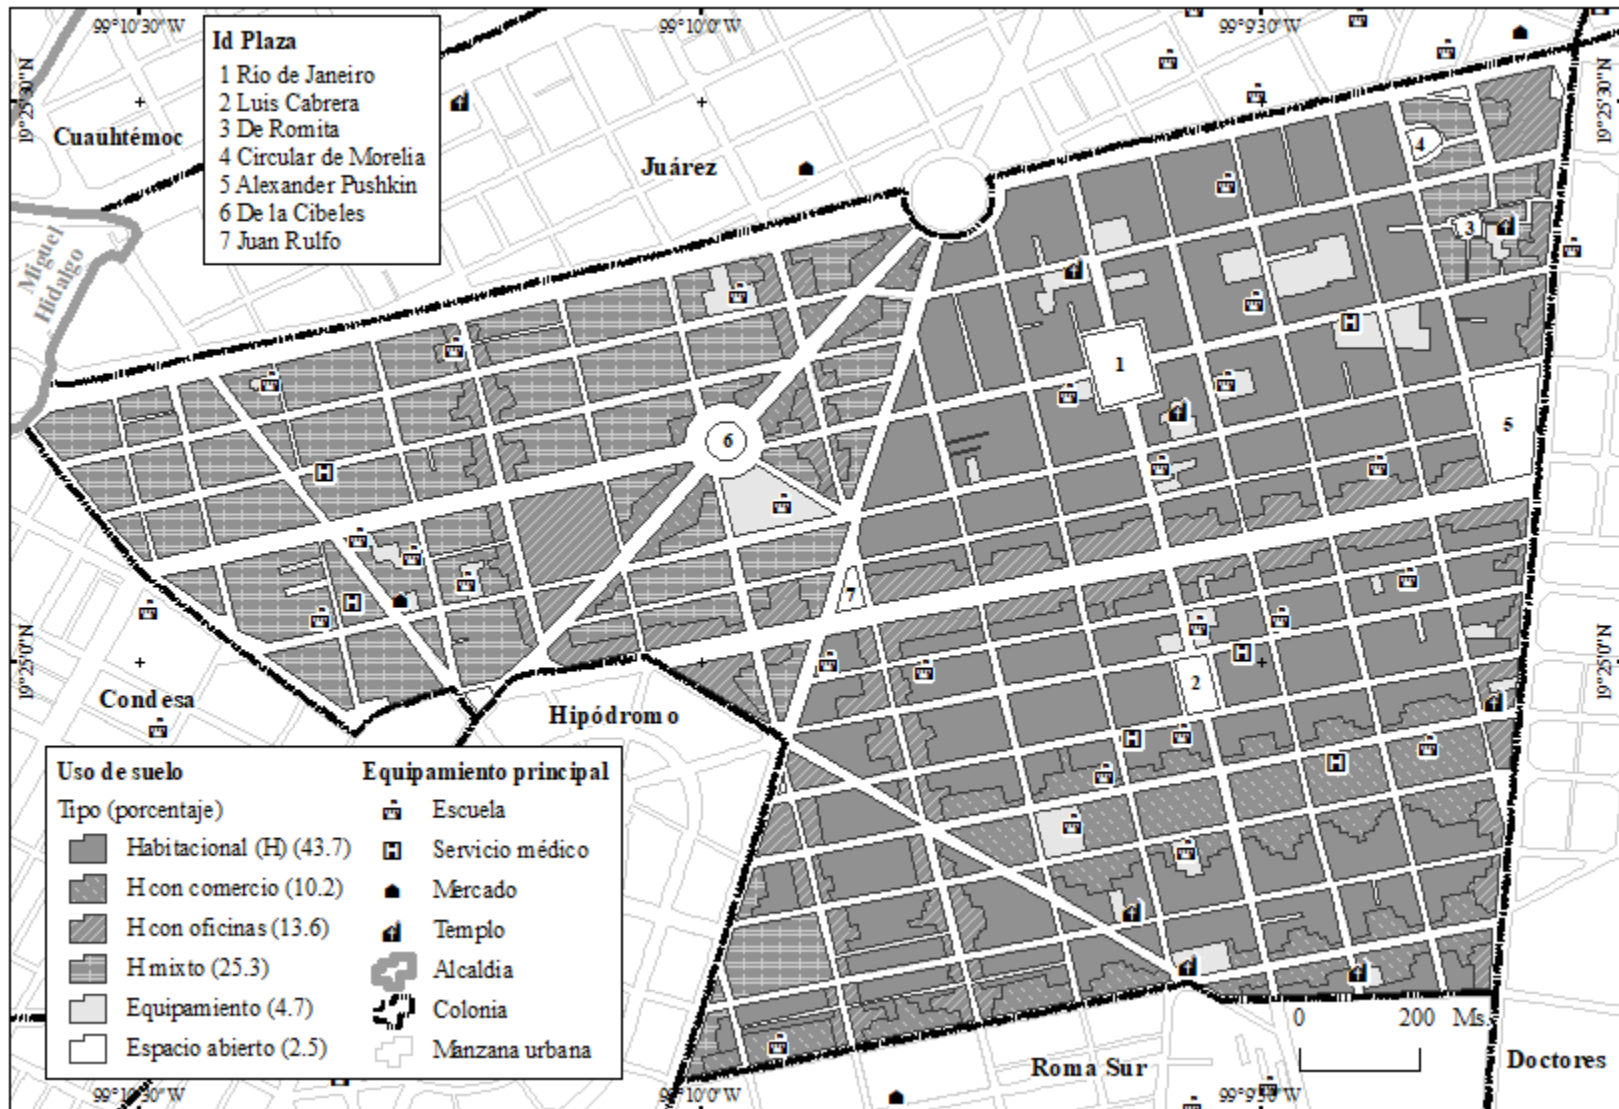 99°10'30"W
99°10'0"W
99°9'30"W
19°25'30"N
19°25'30"N
Id Plaza
1 Rio de Janeiro
2 Luis Cabrera
3 De Romita
4 Circular de Morelia
5 Alexander Pushkin
6 De la Cibeles
7 Juan Rulfo
Cuauhtémoc
Juárez
Miguel
Hidalgo
4
3
1
5
6
7
2
19°25'0"N
19°25'0"N
Condesa
Hipódromo
Uso de suelo
Tipo (porcentaje)
Habitacional (H) (43.7)
H con comercio (10.2)
H con oficinas (13.6)
H mixto (25.3)
Equipamiento (4.7)
Espacio abierto (2.5)
Equipamiento principal
Escuela
H Servicio médico
Mercado
Templo
Alcaldia
Colonia
Manzana urbana
H
H
H
H
H
H
0 200 Ms.
Roma Sur
Doctores
99°10'30"W
99°10'0"W
99°9'30"W